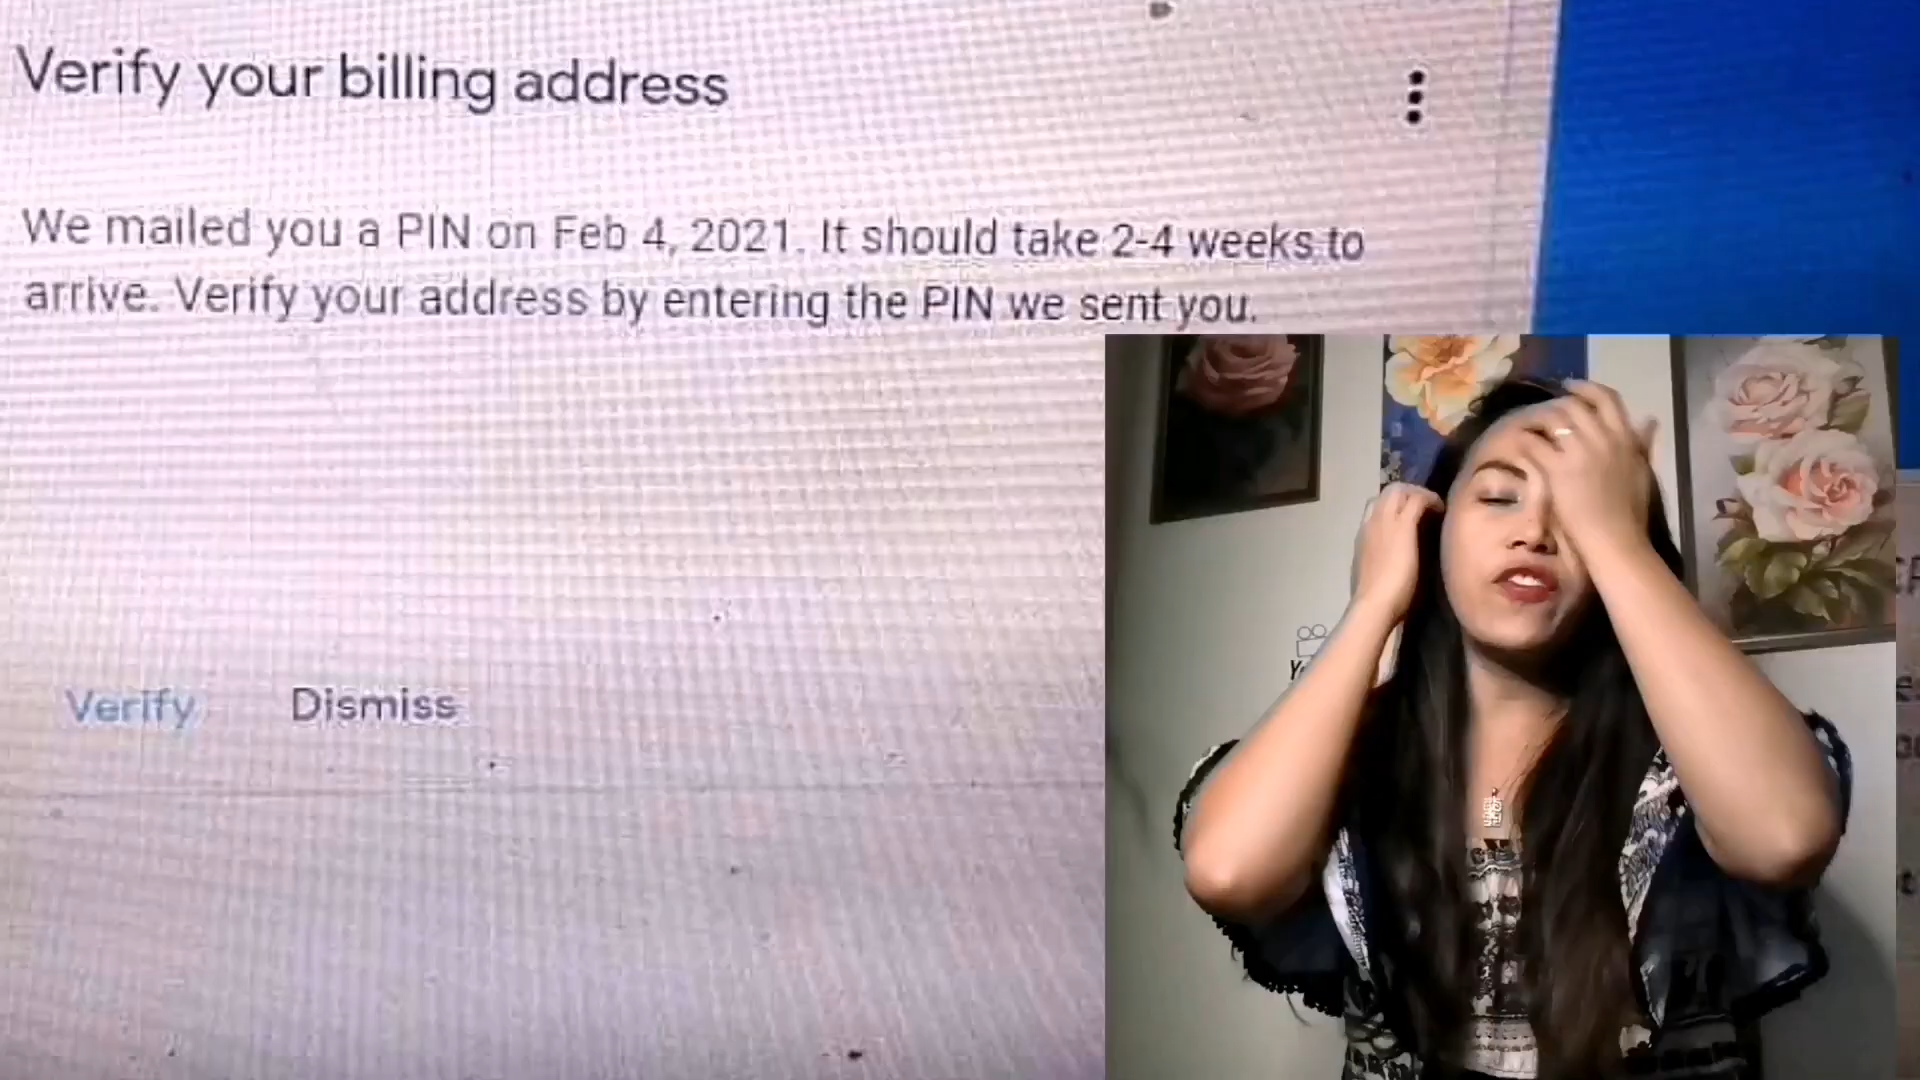 Verify your billing address
We mailed you a PIN on Feb 4, 2021. It should take 2-4 weeks to
arrive. Verify your address by entering the PIN we sent you.
Verify
Dismiss